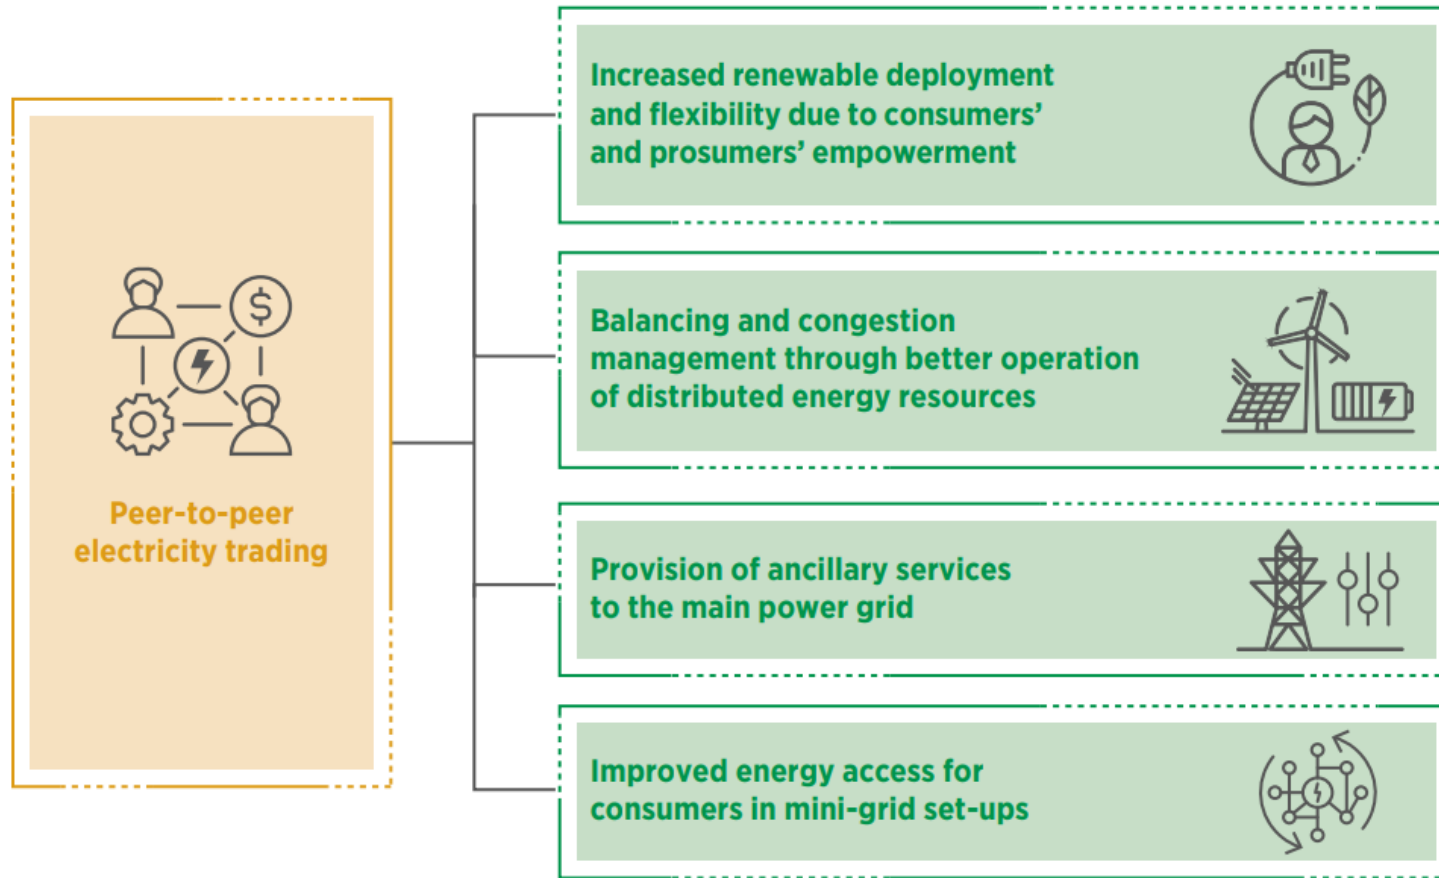 Peer-to-peer
electricity trading
Increased renewable deployment
and flexibility due to consumers’
and prosumers’ empowerment
Balancing and congestion
management through better operation
of distributed energy resources
Provision of ancillary services
to the main power grid
Improved energy access for
consumers in mini-grid set-ups